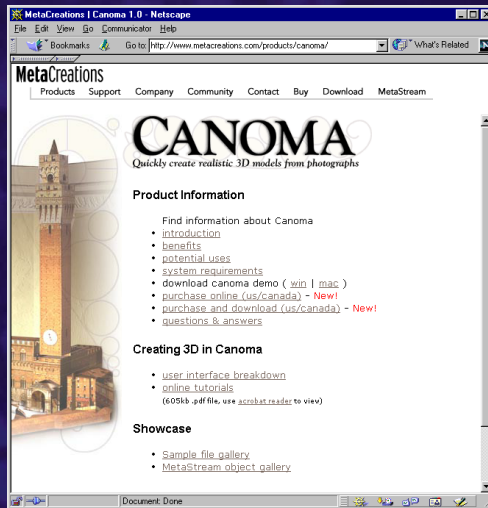 MetaCreations | Canoma 1.0 - Netscape
File Edit View Go Communicator Help
Bookmarks Go to: http://www.metacreations.com/products/canoma/ What's Related
MetaCreations
Products Support Company Community Contact Buy Download MetaStream
CANOMA
Quickly create realistic 3D models from photographs
Product Information
Find information about Canoma
• introduction
• benefits
• potential uses
• system requirements
• download canoma demo ( win | mac )
• purchase online (us/canada) - New!
• purchase and download (us/canada) - New!
• questions & answers
Creating 3D in Canoma
• user interface breakdown
• online tutorials
(605kb .pdf file, use acrobat reader to view)
Showcase
• Sample file gallery
• MetaStream object gallery
Document: Done